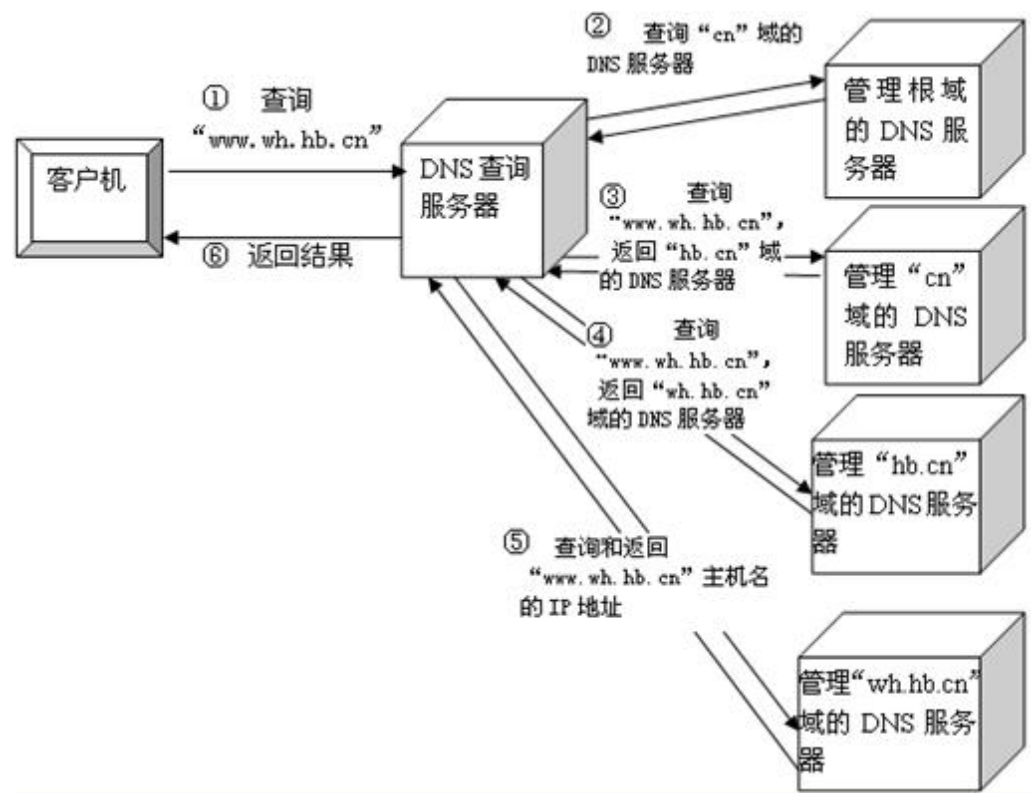 ② 查询“cn”域的
DNS 服务器
① 查询
“www.wh.hb.cn”
管理根域
的 DNS 服
务器
客户机
DNS 查询
服务器
③ 查询
“www.wh.hb.cn”,
返回“hb.cn”域
的 DNS 服务器
⑥ 返回结果
管理“cn”
域的 DNS
服务器
④ 查询
“www.wh.hb.cn”,
返回“wh.hb.cn”
域的 DNS 服务器
管理“hb.cn”
域的DNS服务
器
⑤ 查询和返回
“www.wh.hb.cn”主机名
的 IP 地址
管理“wh.hb.cn”
域的 DNS 服务
器